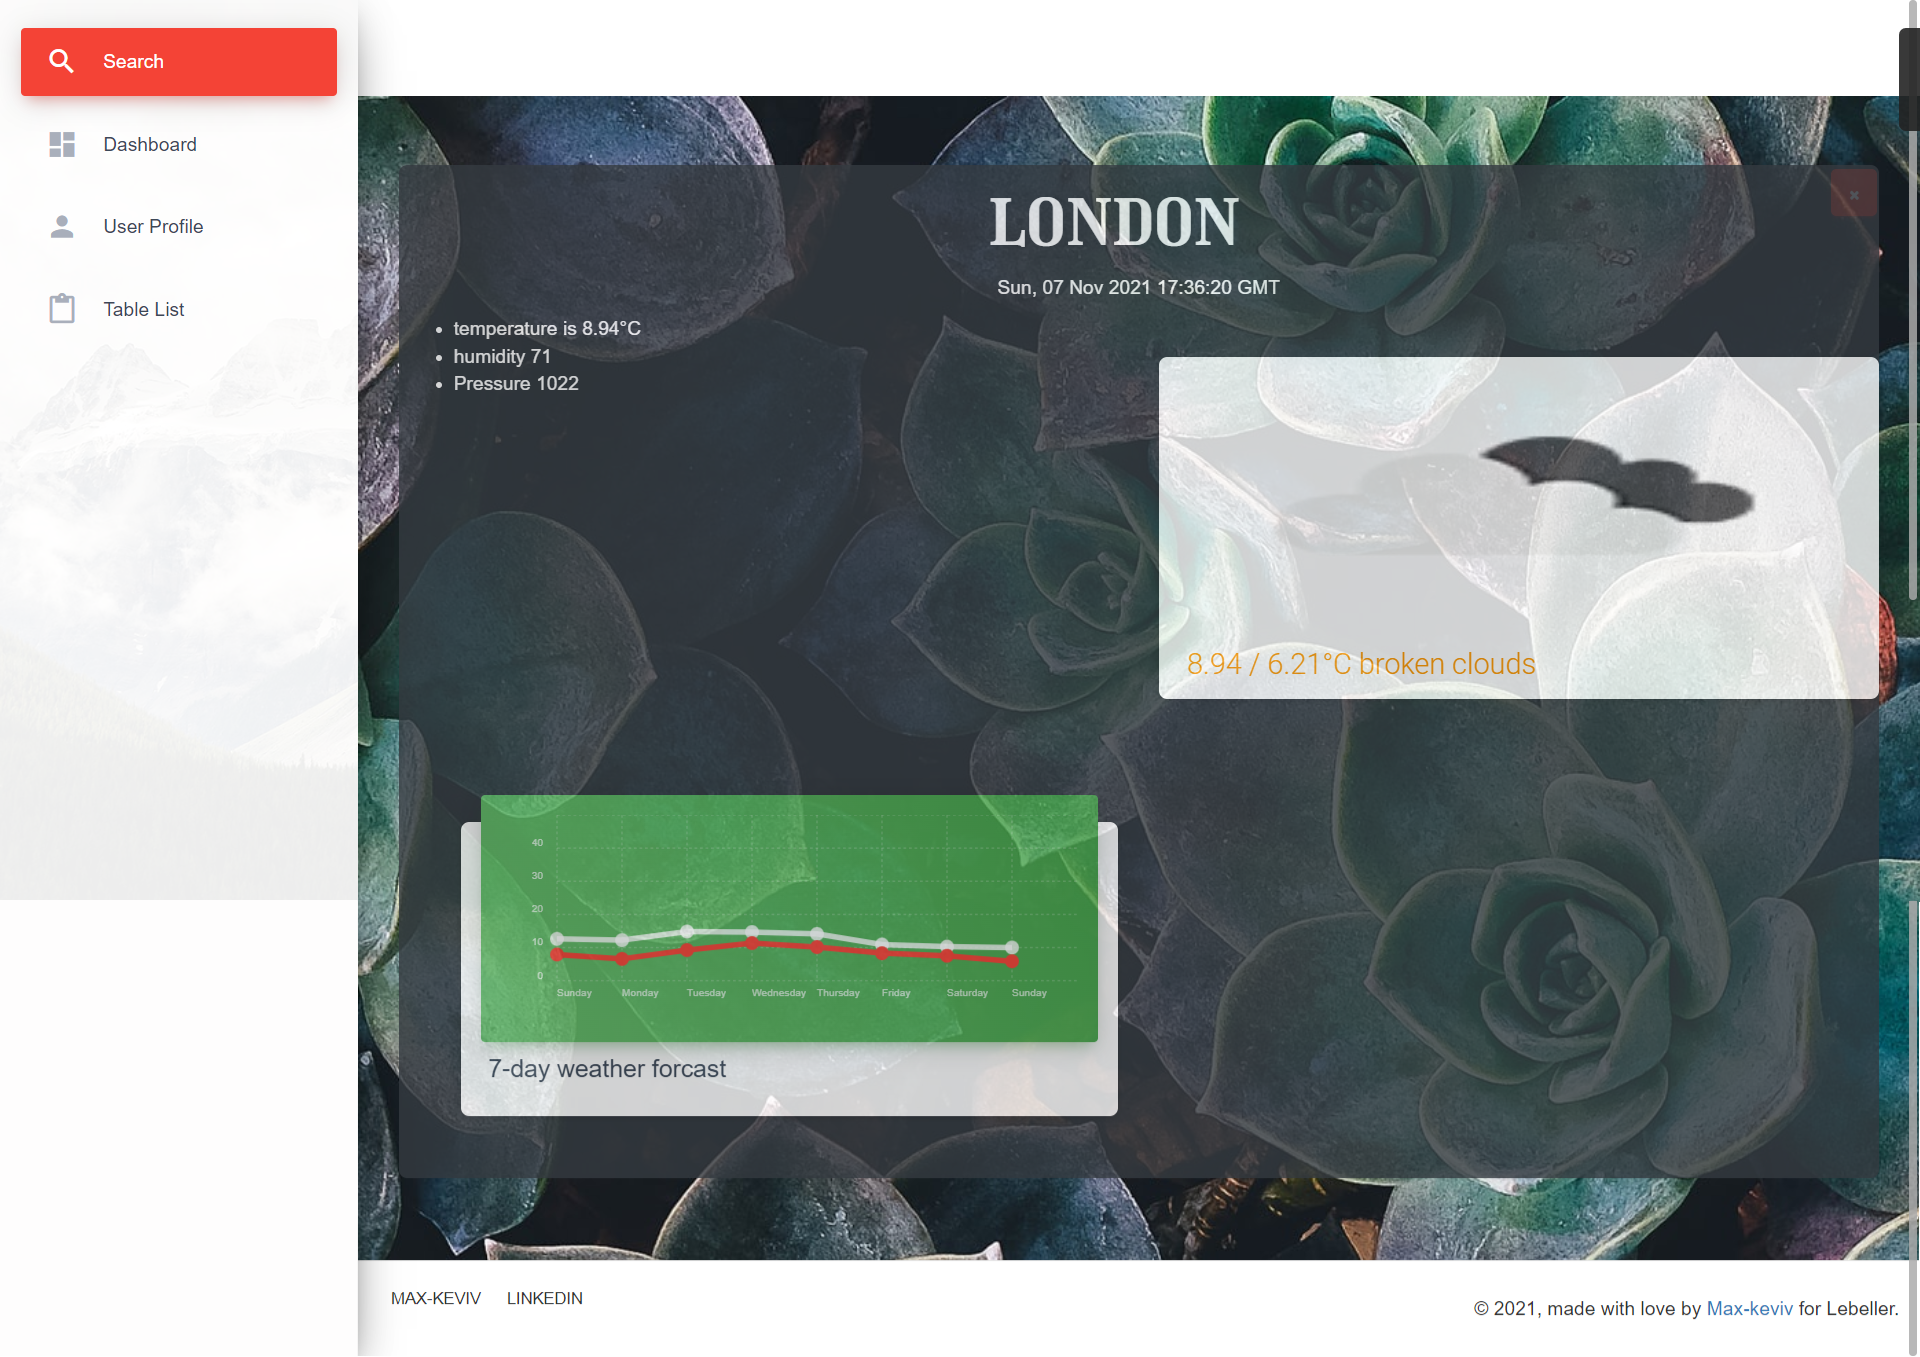 Search
Dashboard
User Profile
Table List
LONDON
Sun, 07 Nov 2021 17:36:20 GMT
temperature is 8.94°C
humidity 71
Pressure 1022
8.94 / 6.21°C broken clouds
40
30
20
10
0
Sunday Monday Tuesday Wednesday Thursday Friday Saturday Sunday
7-day weather forcast
MAX-KEVIV LINKEDIN
© 2021, made with love by Max-keviv for Lebeller.